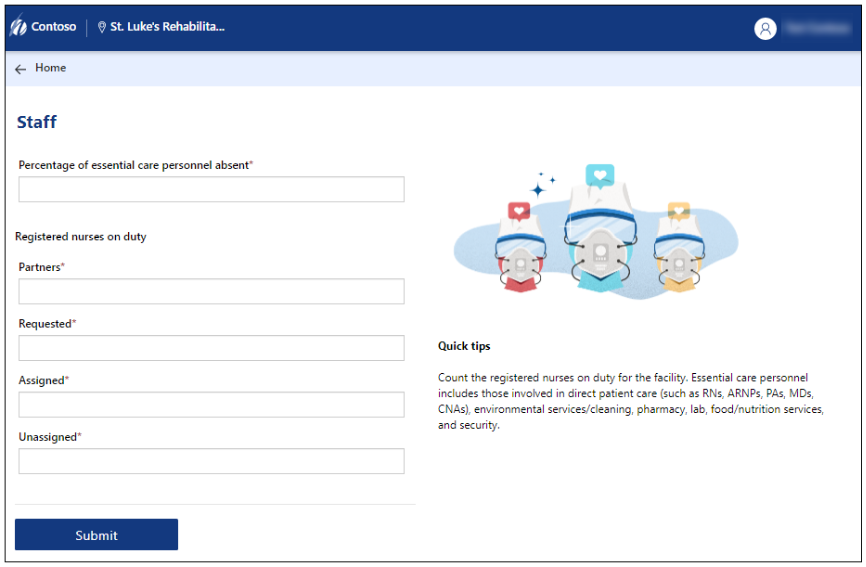 Contoso
St. Luke's Rehabilita...
Home
Staff
Percentage of essential care personnel absent*
Registered nurses on duty
Partners*
Requested*
Assigned*
Unassigned*
Submit
Quick tips
Count the registered nurses on duty for the facility. Essential care personnel
includes those involved in direct patient care (such as RNs, ARNPs, PAs, MDs,
CNAs), environmental services/cleaning, pharmacy, lab, food/nutrition services,
and security.